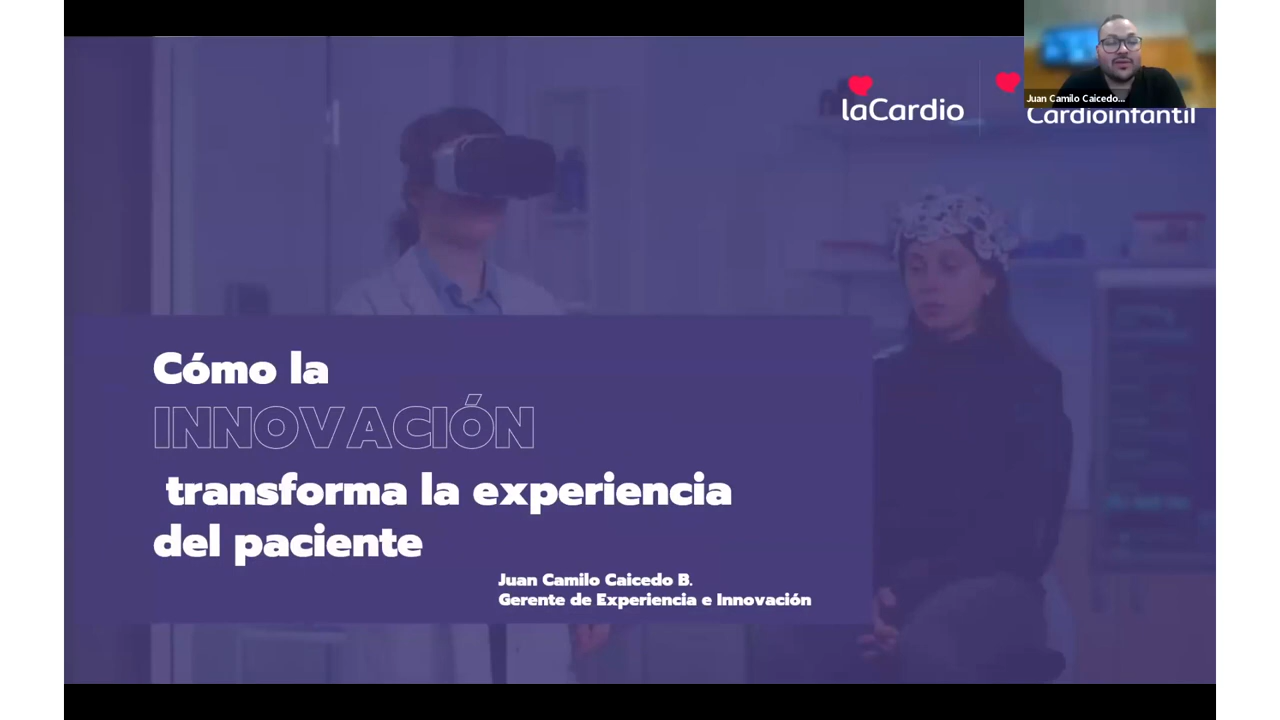 laCardio
Juan Camilo Caicedo...
Cardioinfantil
Cómo la
INNOVACIÓN
transforma la experiencia
del paciente
Juan Camilo Caicedo B.
Gerente de Experiencia e Innovación